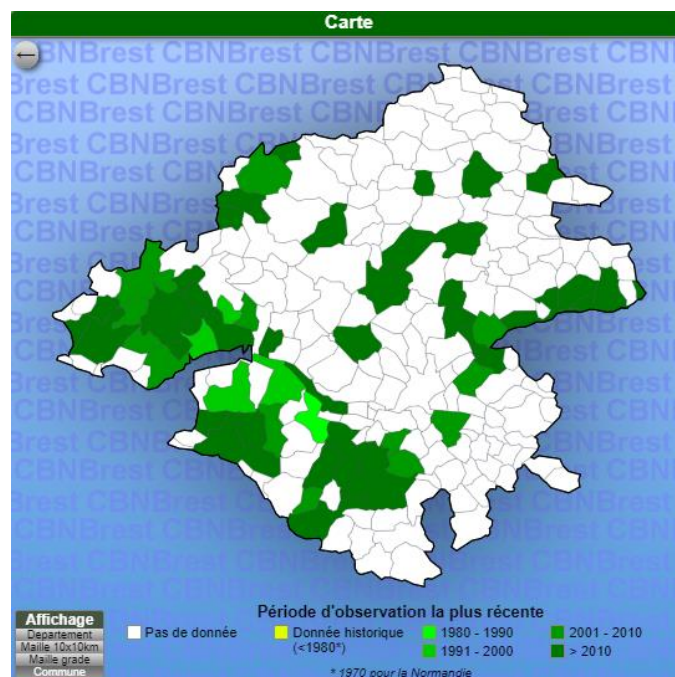 Carte
←
CBNBrest CBNBrest CBNBrest CBNBrest
Période d'observation la plus récente
Affichage
Departement
Maille 10x10km
Maille grade
Commune
Pas de donnée
Donnée historique
(<1980*)
1980 - 1990
1991 - 2000
2001 - 2010
> 2010
* 1970 pour la Normandie